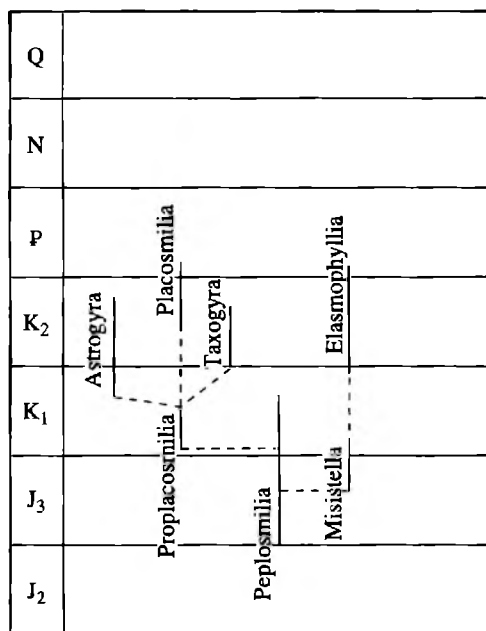 Q
N
₽
K₂
K₁
J₃
J₂
Astrogyra
Placosmilia
Taxogyra
Elasmophyllia
Proplacosmilia
Peplosmilia
Misistella